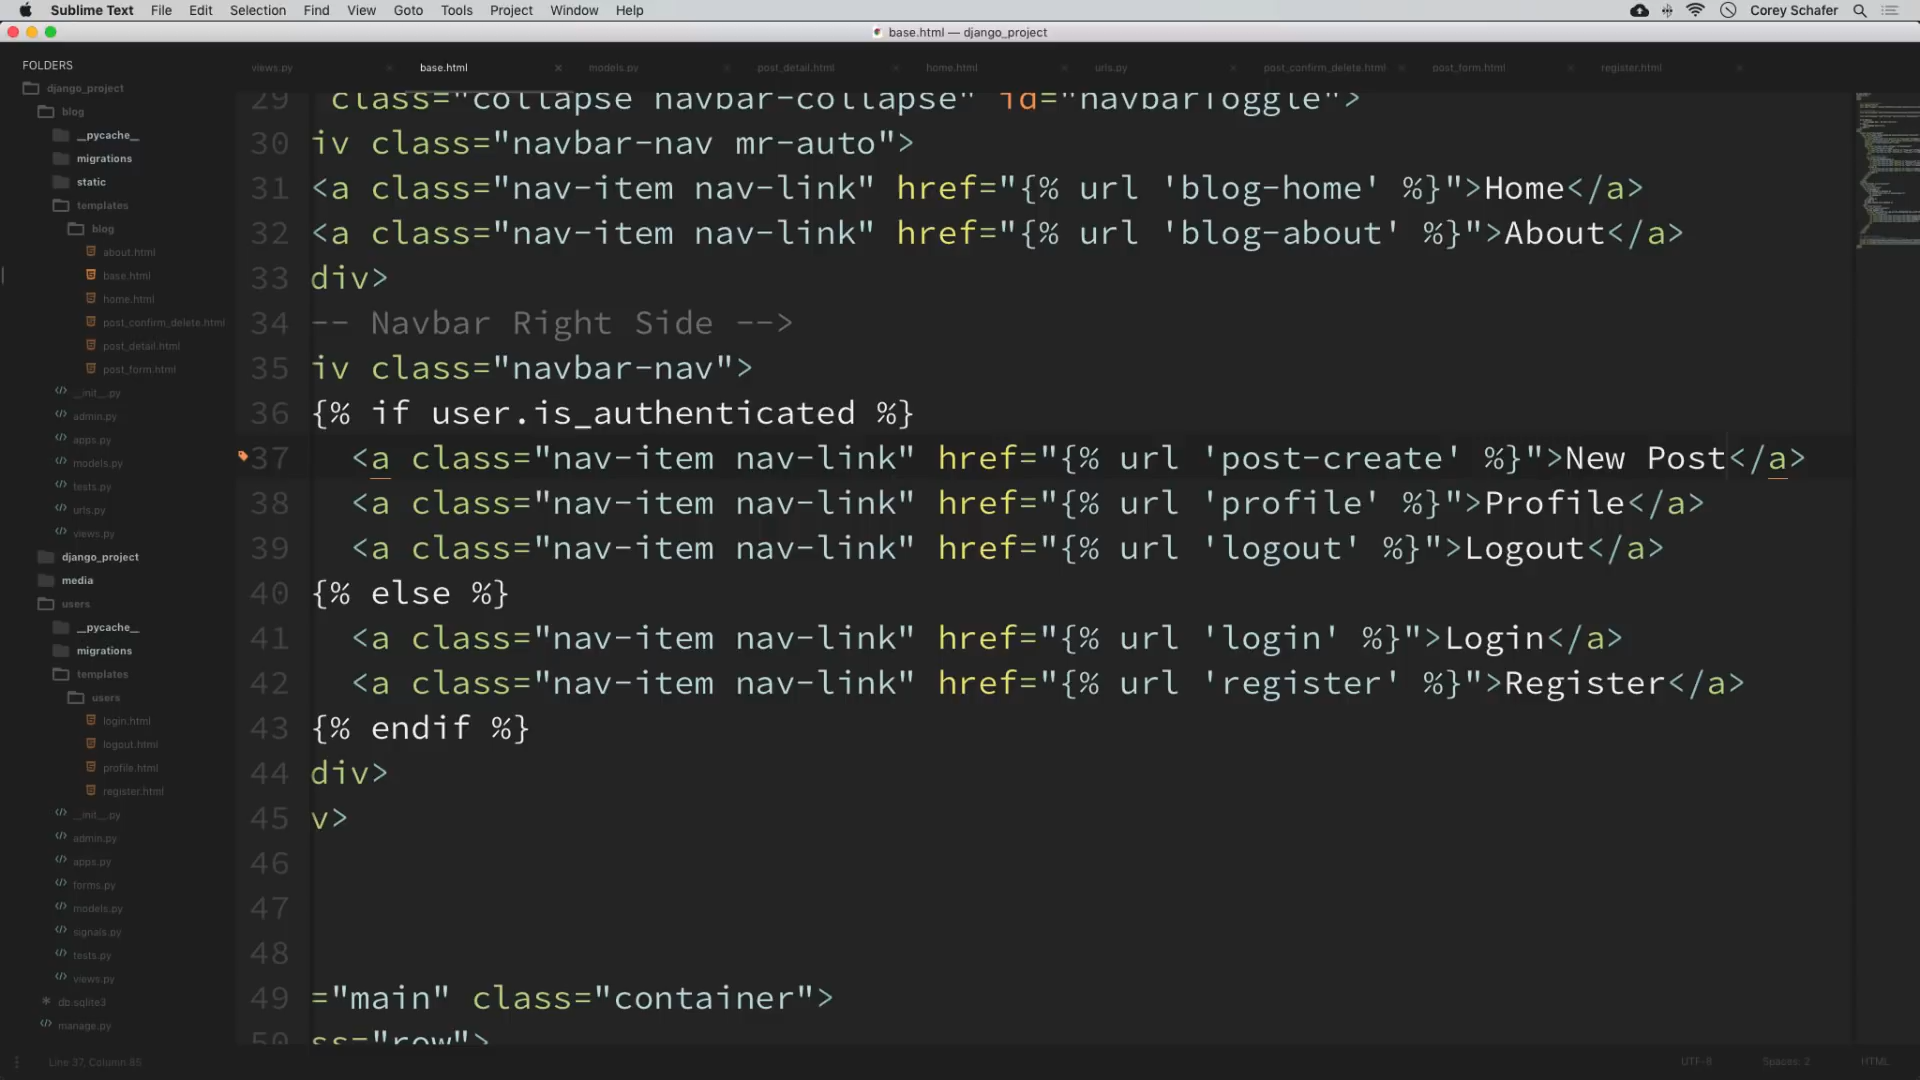 Sublime Text File Edit Selection Find View Goto Tools Project Window Help Corey Schafer
base.html — django_project
FOLDERS
django_project
blog
__pycache__
migrations
static
templates
blog
about.html
base.html
home.html
post_confirm_delete.html
post_detail.html
post_form.html
__init__.py
admin.py
apps.py
models.py
tests.py
urls.py
views.py
django_project
media
users
__pycache__
migrations
templates
users
login.html
logout.html
profile.html
register.html
__init__.py
admin.py
apps.py
forms.py
models.py
signals.py
tests.py
views.py
db.sqlite3
manage.py
views.py base.html models.py post_detail.html home.html urls.py post_confirm_delete.html post_form.html register.html
29 class="collapse navbar-collapse" id="navbarToggle">
30 iv class="navbar-nav mr-auto">
31 <a class="nav-item nav-link" href="{% url 'blog-home' %}">Home</a>
32 <a class="nav-item nav-link" href="{% url 'blog-about' %}">About</a>
33 div>
34 -- Navbar Right Side -->
35 iv class="navbar-nav">
36 {% if user.is_authenticated %}
37 <a class="nav-item nav-link" href="{% url 'post-create' %}">New Post</a>
38 <a class="nav-item nav-link" href="{% url 'profile' %}">Profile</a>
39 <a class="nav-item nav-link" href="{% url 'logout' %}">Logout</a>
40 {% else %}
41 <a class="nav-item nav-link" href="{% url 'login' %}">Login</a>
42 <a class="nav-item nav-link" href="{% url 'register' %}">Register</a>
43 {% endif %}
44 div>
45 v>
46
47
48
49 ="main" class="container">
50 ss="row">
Line 37, Column 85 UTF-8 Spaces: 2 HTML